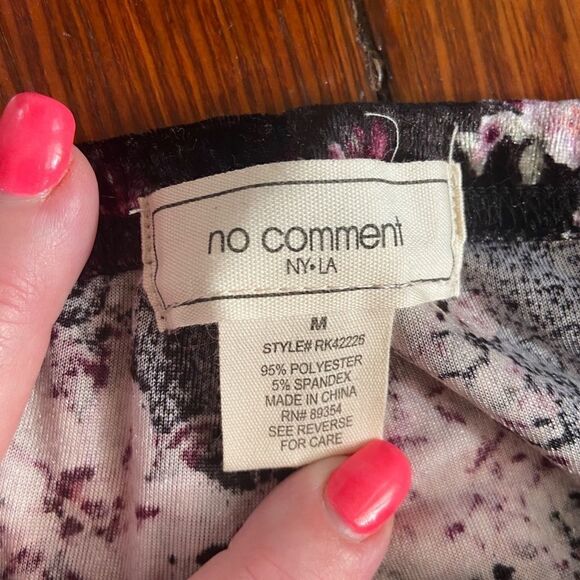 no comment
NY•LA
M
STYLE# RK42226
95% POLYESTER
5% SPANDEX
MADE IN CHINA
RN# 89354
SEE REVERSE
FOR CARE